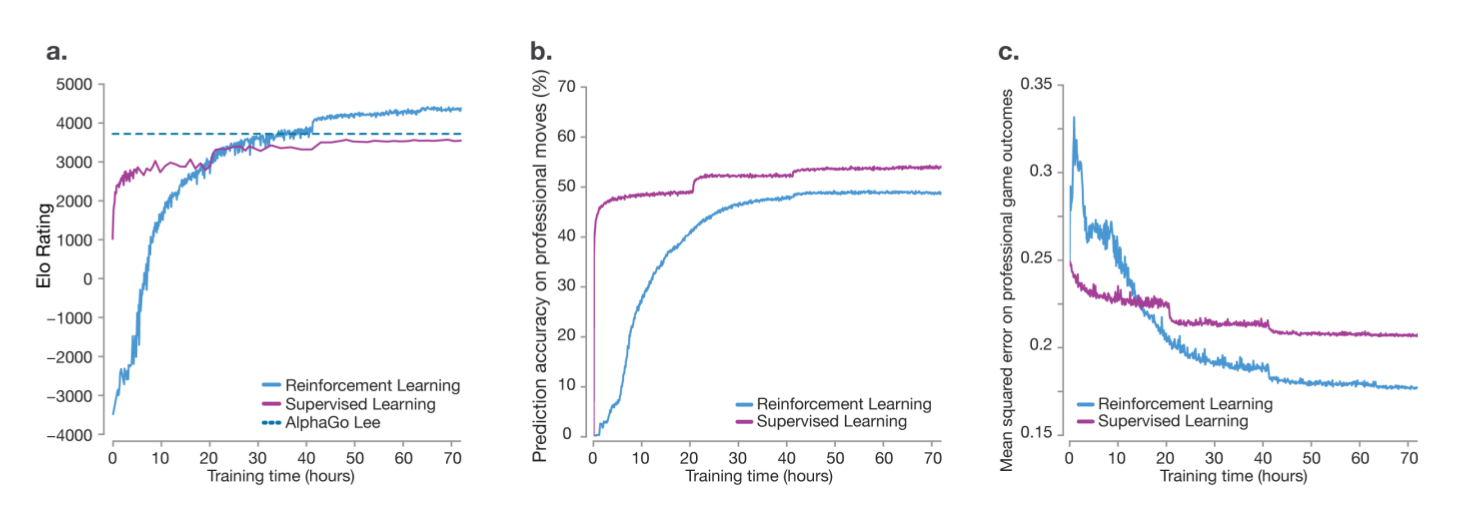 a.
Elo Rating
5000
4000
3000
2000
1000
0
−1000
−2000
−3000
−4000
Reinforcement Learning
Supervised Learning
AlphaGo Lee
0 10 20 30 40 50 60 70
Training time (hours)
b.
Prediction accuracy on professional moves (%)
70
60
50
40
30
20
10
0
Reinforcement Learning
Supervised Learning
0 10 20 30 40 50 60 70
Training time (hours)
c.
Mean squared error on professional game outcomes
0.35
0.3
0.25
0.2
0.15
Reinforcement Learning
Supervised Learning
0 10 20 30 40 50 60 70
Training time (hours)